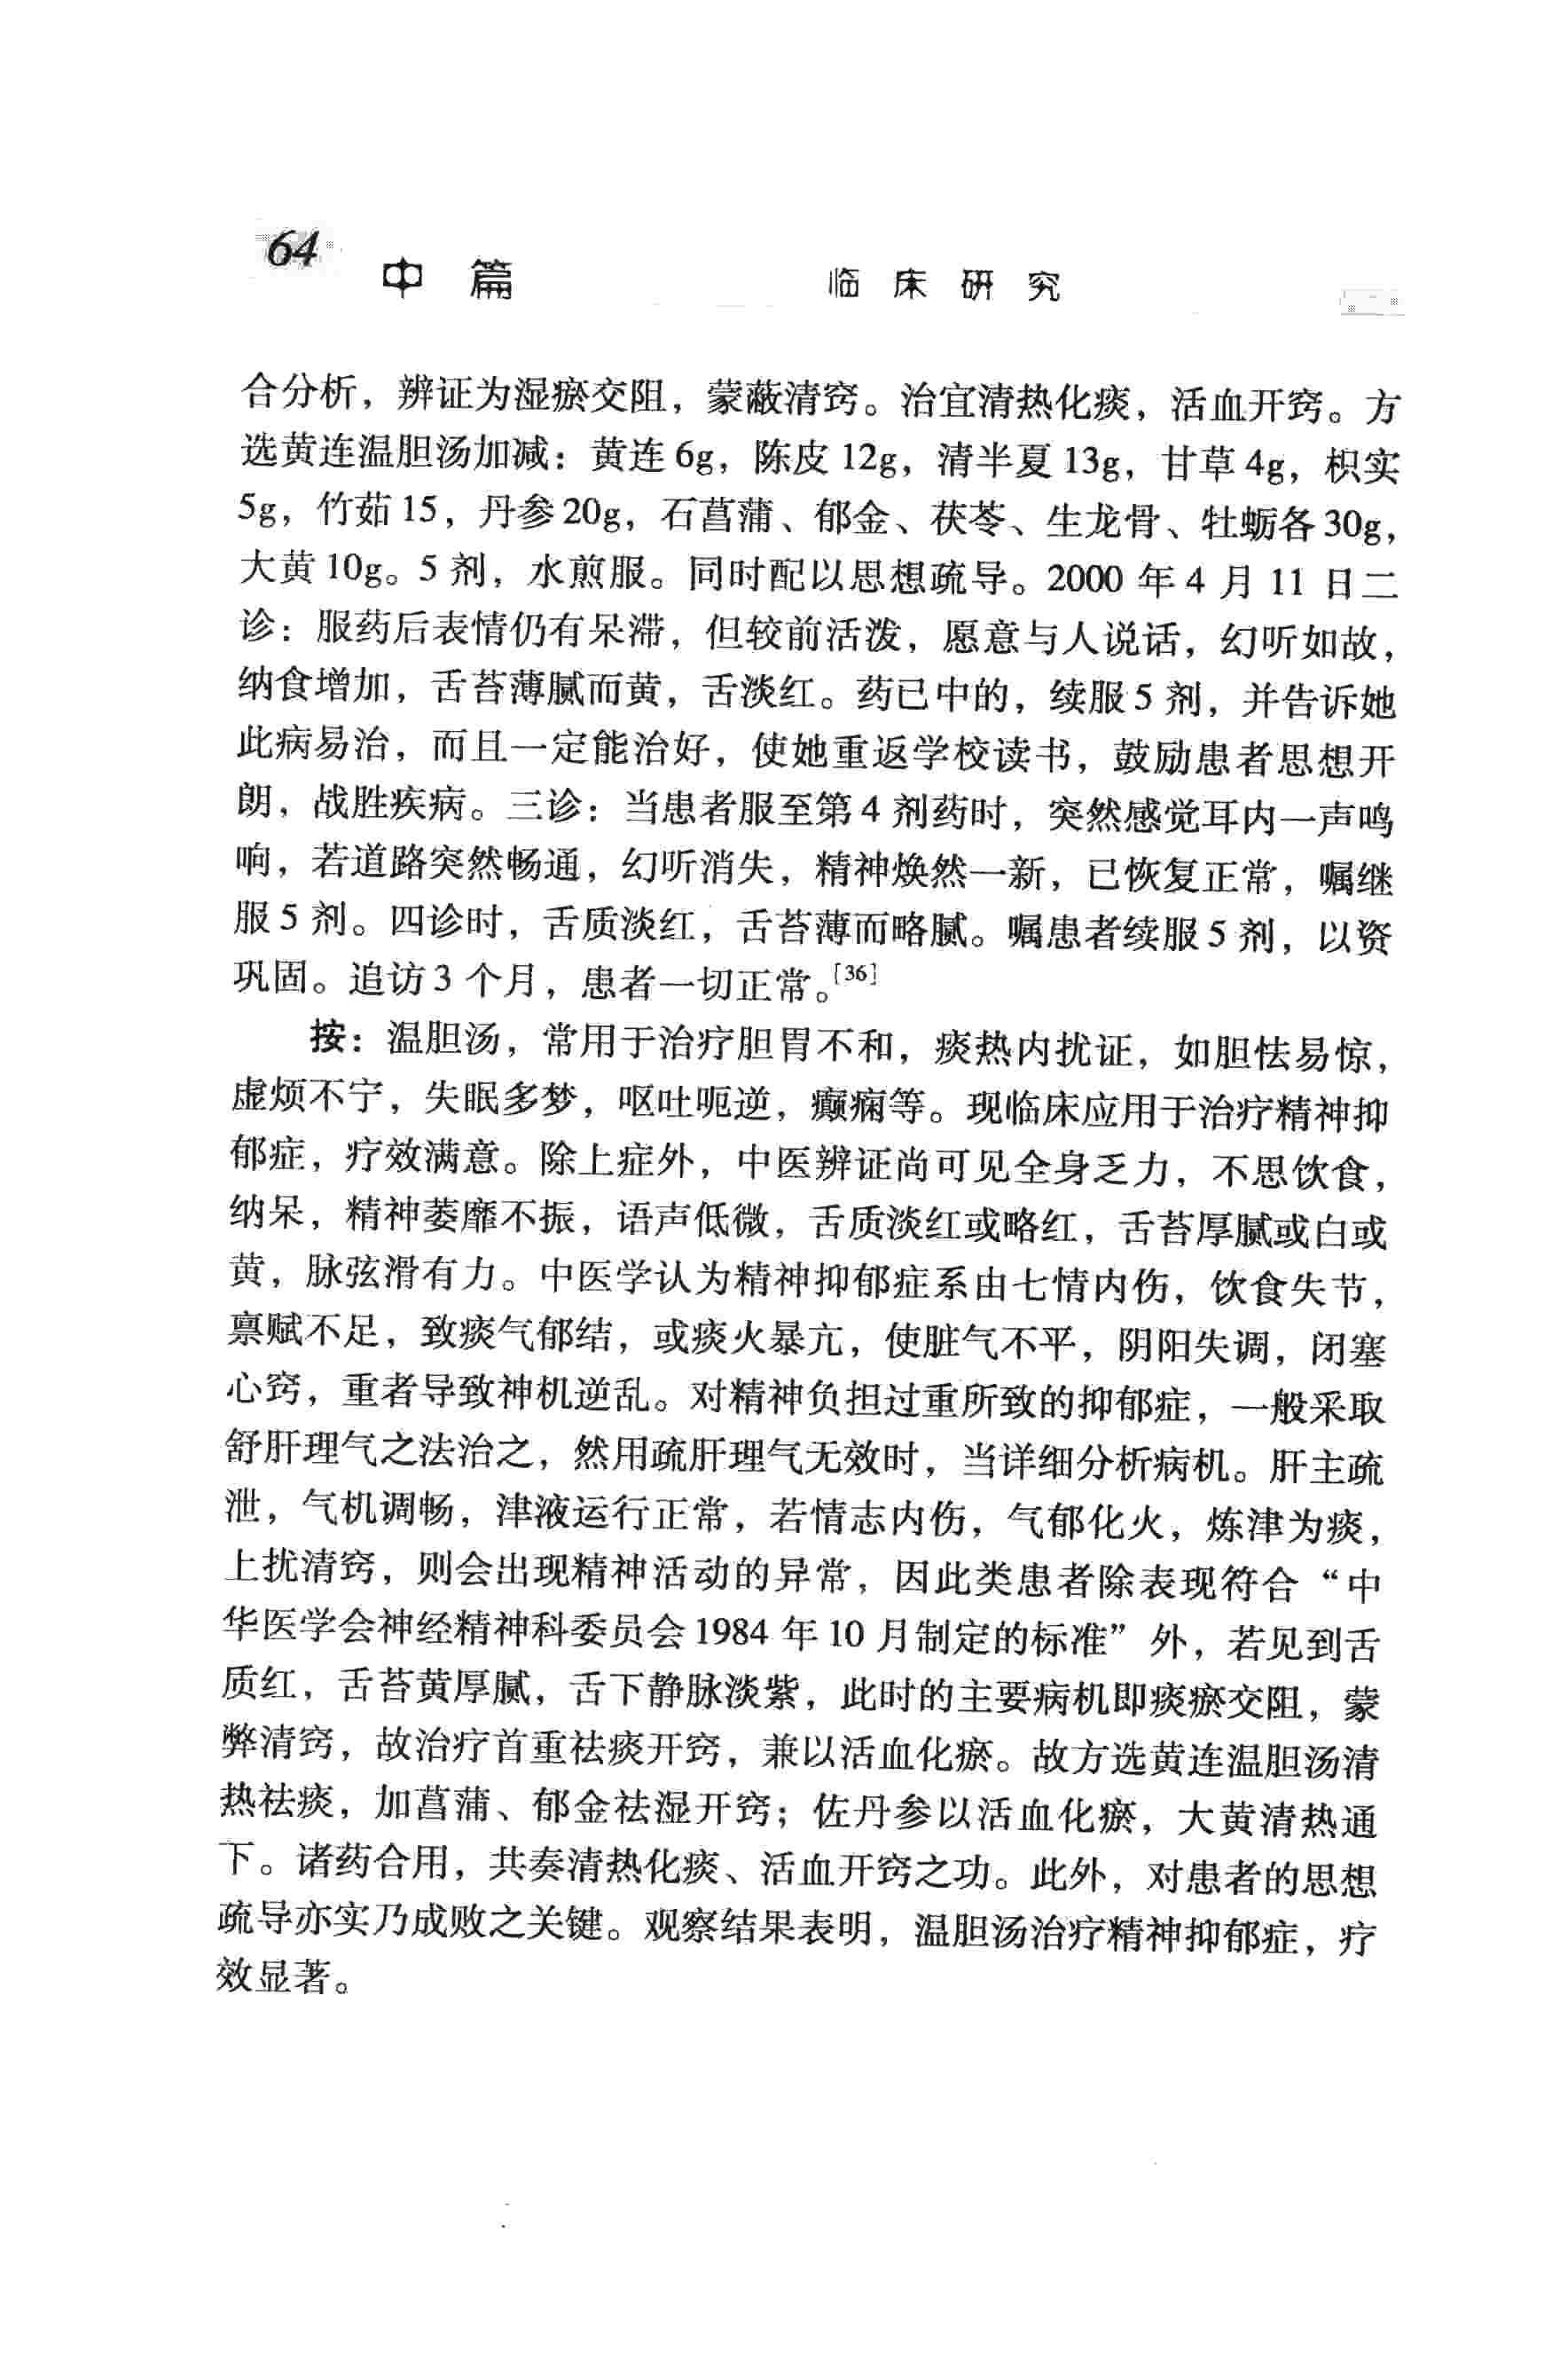 64
中 篇 临 床 研 究
合分析，辨证为湿瘀交阻，蒙蔽清窍。治宜清热化痰，活血开窍。方
选黄连温胆汤加减：黄连 6g，陈皮 12g，清半夏 13g，甘草 4g，枳实
5g，竹茹 15，丹参 20g，石菖蒲、郁金、茯苓、生龙骨、牡蛎各 30g，
大黄 10g。5 剂，水煎服。同时配以思想疏导。2000 年 4 月 11 日二
诊：服药后表情仍有呆滞，但较前活泼，愿意与人说话，幻听如故，
纳食增加，舌苔薄腻而黄，舌淡红。药已中的，续服 5 剂，并告诉她
此病易治，而且一定能治好，使她重返学校读书，鼓励患者思想开
朗，战胜疾病。三诊：当患者服至第 4 剂药时，突然感觉耳内一声鸣
响，若道路突然畅通，幻听消失，精神焕然一新，已恢复正常，嘱继
服 5 剂。四诊时，舌质淡红，舌苔薄而略腻。嘱患者续服 5 剂，以资
巩固。追访 3 个月，患者一切正常。[36]
按：温胆汤，常用于治疗胆胃不和，痰热内扰证，如胆怯易惊，
虚烦不宁，失眠多梦，呕吐呃逆，癫痫等。现临床应用于治疗精神抑
郁症，疗效满意。除上症外，中医辨证尚可见全身乏力，不思饮食，
纳呆，精神萎靡不振，语声低微，舌质淡红或略红，舌苔厚腻或白或
黄，脉弦滑有力。中医学认为精神抑郁症系由七情内伤，饮食失节，
禀赋不足，致痰气郁结，或痰火暴亢，使脏气不平，阴阳失调，闭塞
心窍，重者导致神机逆乱。对精神负担过重所致的抑郁症，一般采取
舒肝理气之法治之，然用疏肝理气无效时，当详细分析病机。肝主疏
泄，气机调畅，津液运行正常，若情志内伤，气郁化火，炼津为痰，
上扰清窍，则会出现精神活动的异常，因此类患者除表现符合“中
华医学会神经精神科委员会 1984 年 10 月制定的标准”外，若见到舌
质红，舌苔黄厚腻，舌下静脉淡紫，此时的主要病机即痰瘀交阻，蒙
弊清窍，故治疗首重祛痰开窍，兼以活血化瘀。故方选黄连温胆汤清
热祛痰，加菖蒲、郁金祛湿开窍；佐丹参以活血化瘀，大黄清热通
下。诸药合用，共奏清热化痰、活血开窍之功。此外，对患者的思想
疏导亦实乃成败之关键。观察结果表明，温胆汤治疗精神抑郁症，疗
效显著。